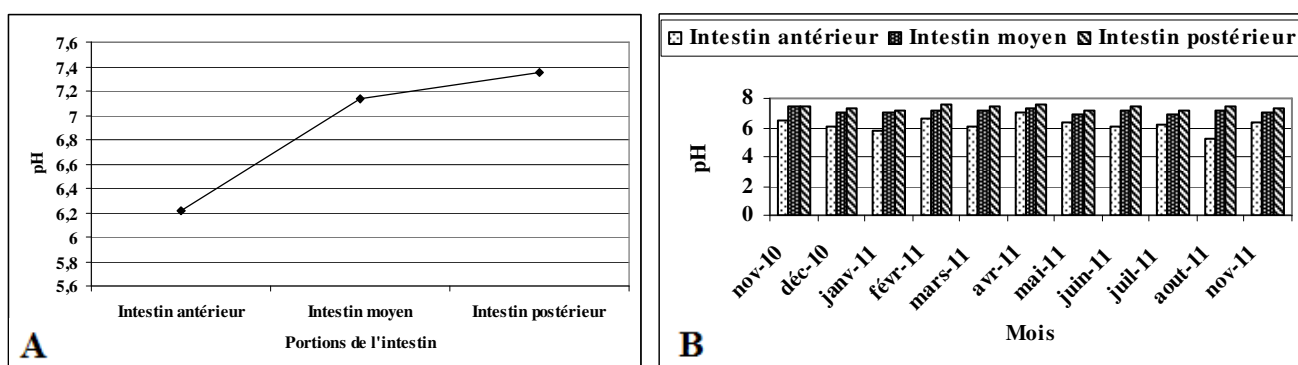 7,6
7,4
7,2
7
6,8
6,6
6,4
6,2
6
5,8
5,6
pH
Intestin antérieur Intestin moyen Intestin postérieur
Portions de l'intestin
A
Intestin antérieur Intestin moyen Intestin postérieur
8
6
4
2
0
pH
nov-10 déc-10 janv-11 févr-11 mars-11 avr-11 mai-11 juin-11 juil-11 aout-11 nov-11
Mois
B